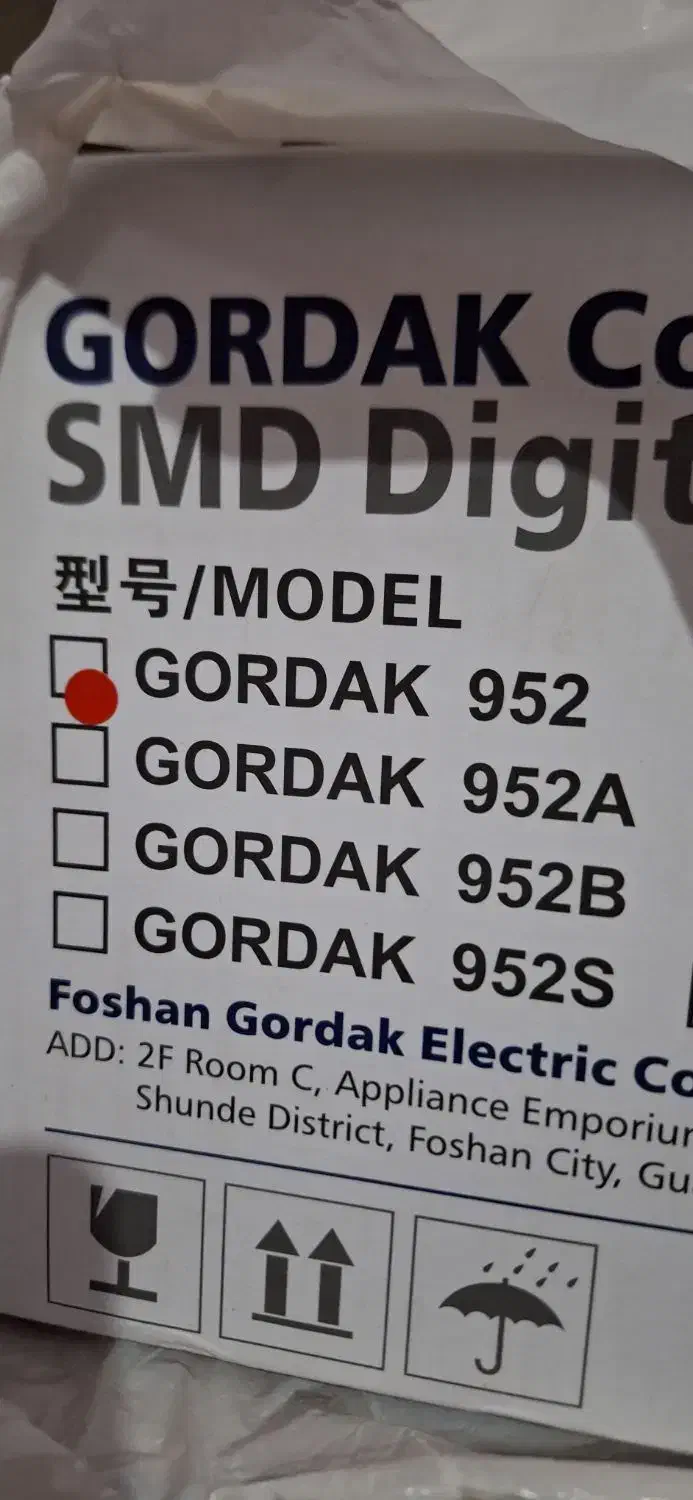 GORDAK Co
SMD Digit
型号/MODEL
GORDAK 952
GORDAK 952A
GORDAK 952B
GORDAK 952S
Foshan Gordak Electric Co
ADD: 2F Room C, Appliance Emporium
Shunde District, Foshan City, Gu